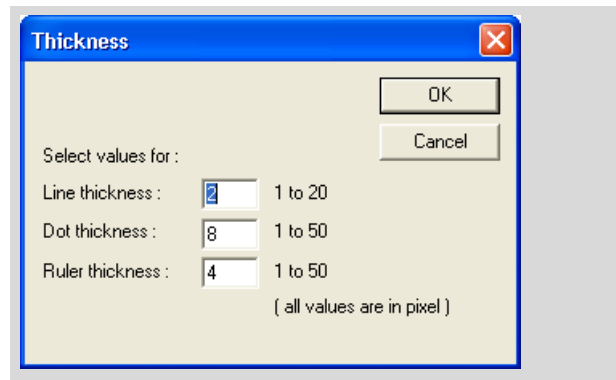 Thickness
OK
Cancel
Select values for :
Line thickness : 2 1 to 20
Dot thickness : 8 1 to 50
Ruler thickness : 4 1 to 50
( all values are in pixel )